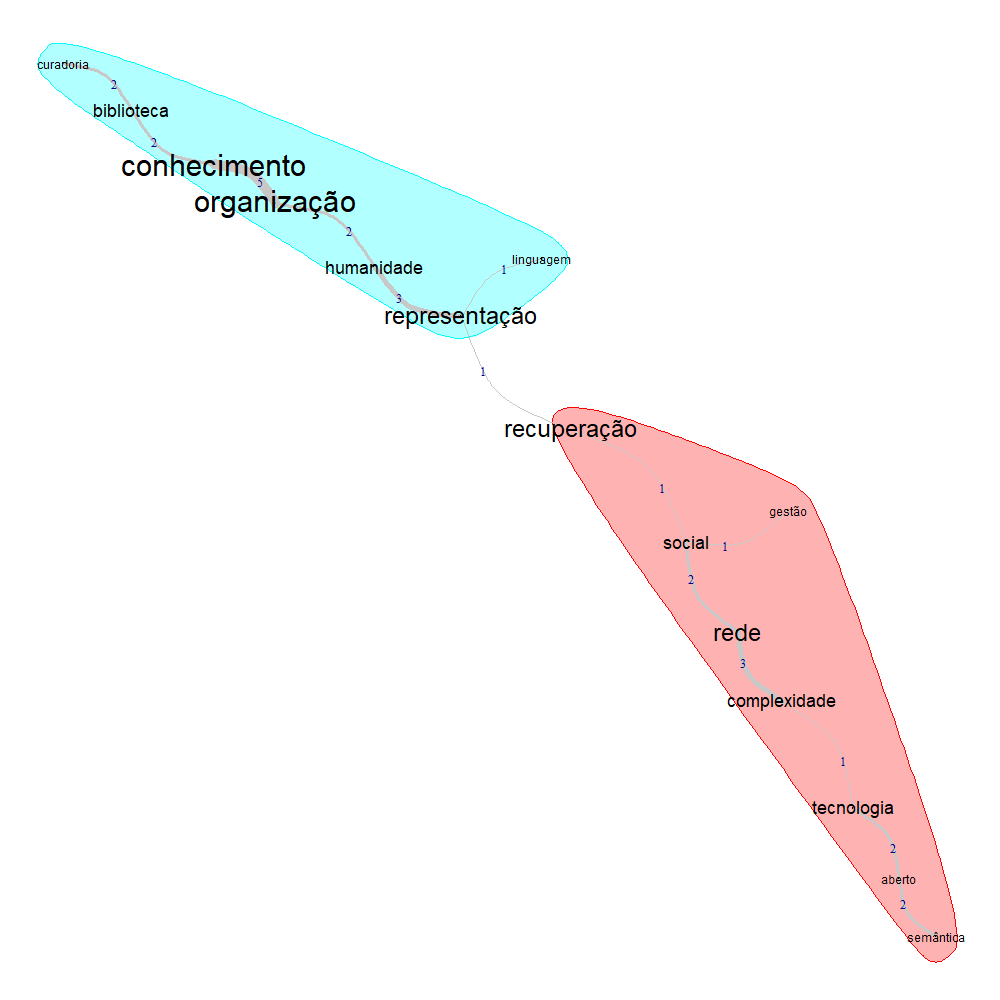 curadoria
2
biblioteca
2
conhecimento
5
organização
2
humanidade
linguagem
1
3
representação
1
recuperação
1
gestão
social
1
2
rede
3
complexidade
1
tecnologia
2
aberto
2
semântica